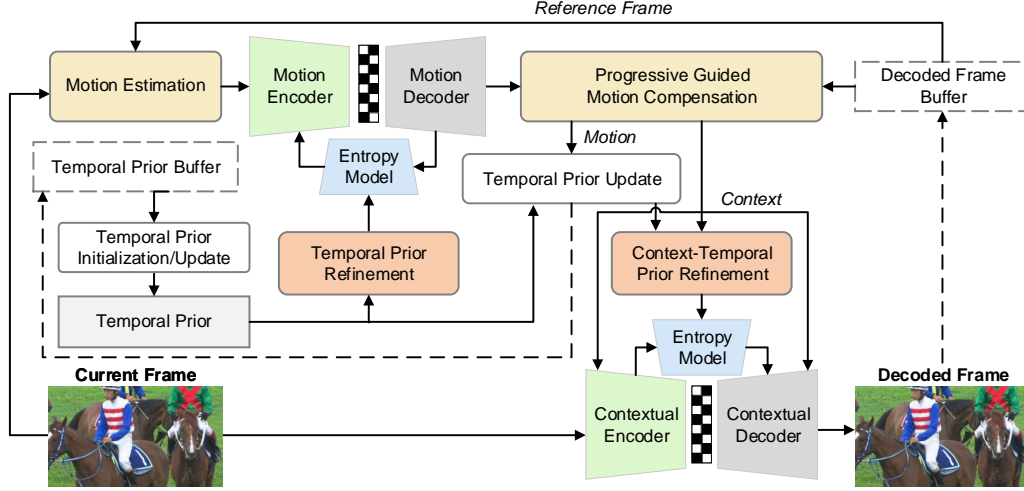 Reference Frame
Motion Estimation
Motion
Encoder
Motion
Decoder
Progressive Guided
Motion Compensation
Decoded Frame
Buffer
Entropy
Model
Motion
Temporal Prior Buffer
Temporal Prior Update
Context
Temporal Prior
Initialization/Update
Temporal Prior
Refinement
Context-Temporal
Prior Refinement
Temporal Prior
Entropy
Model
Current Frame
Decoded Frame
Contextual
Encoder
Contextual
Decoder